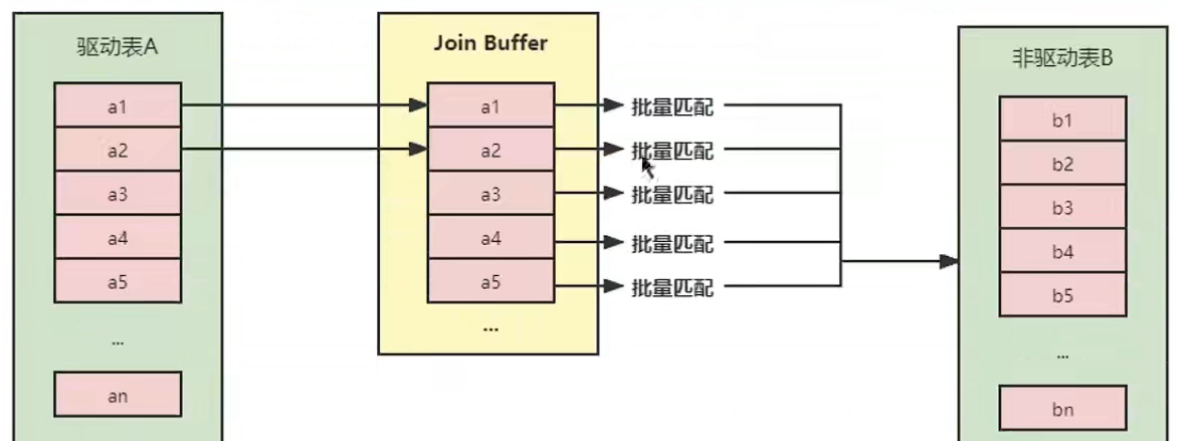 驱动表A
a1
a2
a3
a4
a5
...
an
Join Buffer
a1
a2
a3
a4
a5
...
批量匹配
批量匹配
批量匹配
批量匹配
批量匹配
非驱动表B
b1
b2
b3
b4
b5
...
bn